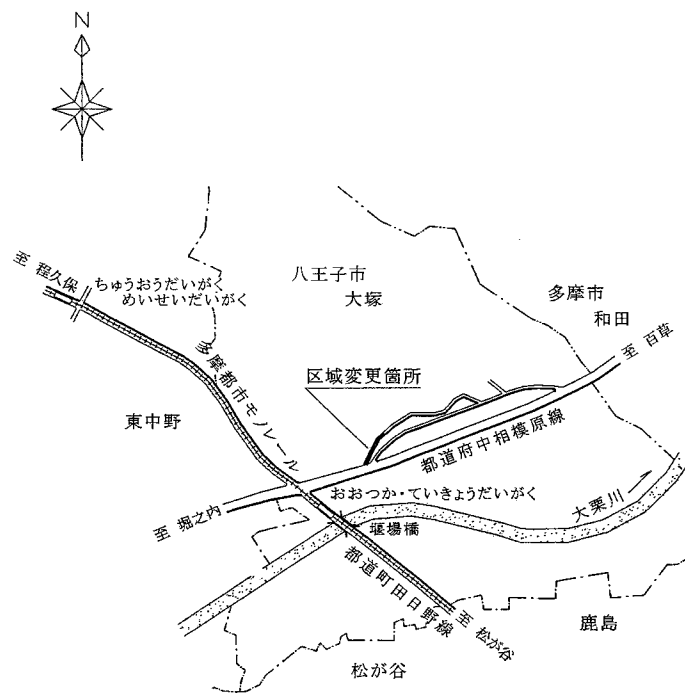 N
至 程久保
ちゅうおうだいがく
めいせいだいがく
八王子市
大塚
多摩市
和田
至 百草
多摩都市モノレール
区域変更箇所
東中野
都道府中相模原線
おおつか・ていきょうだいがく
大栗川
至 堀之内
堰場橋
都道町田日野線
至 松が谷
鹿島
松が谷